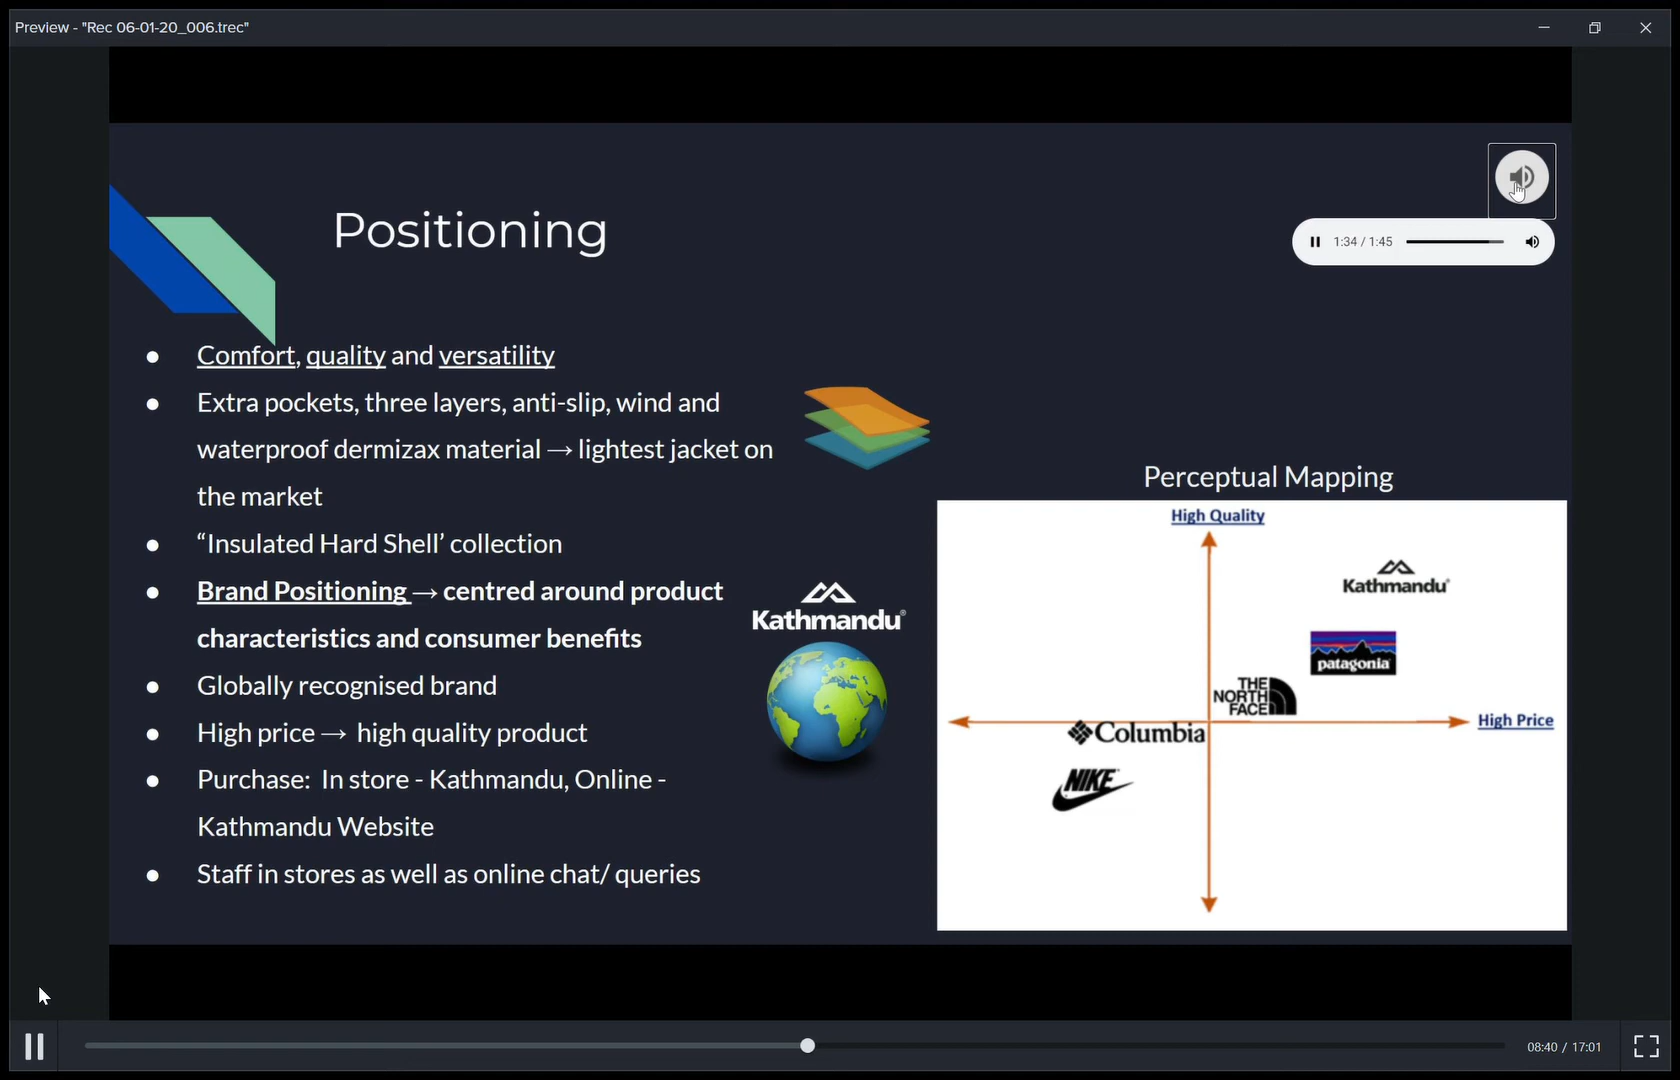 Preview - "Rec 06-01-20_006.trec"
Positioning
1:34 / 1:45
● Comfort, quality and versatility
● Extra pockets, three layers, anti-slip, wind and
waterproof dermizax material → lightest jacket on
the market
● “Insulated Hard Shell’ collection
● Brand Positioning → centred around product
characteristics and consumer benefits
● Globally recognised brand
● High price → high quality product
● Purchase: In store - Kathmandu, Online -
Kathmandu Website
● Staff in stores as well as online chat/ queries
Kathmandu®
Perceptual Mapping
High Quality
Kathmandu®
patagonia®
THE
NORTH
FACE
High Price
Columbia
NIKE
08:40 / 17:01